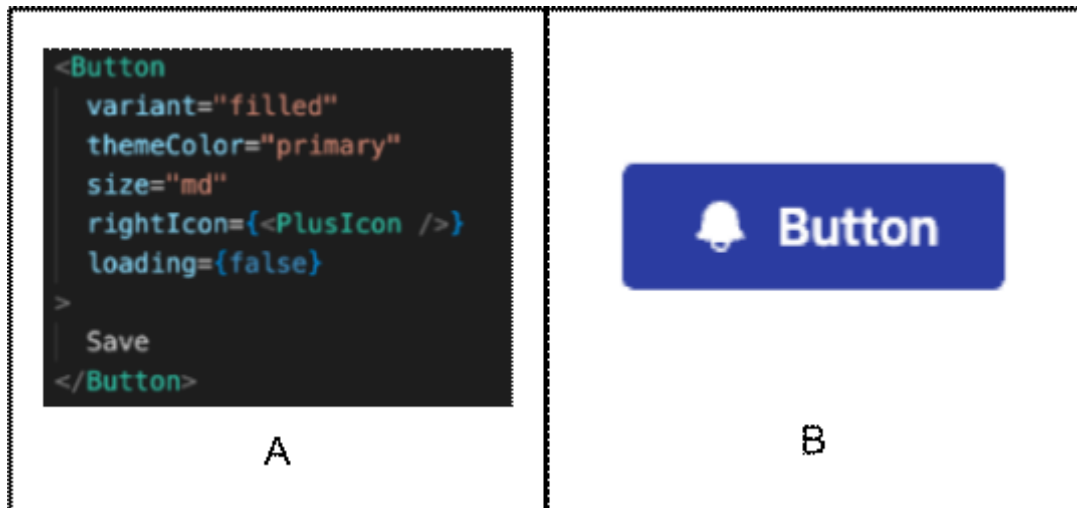 <Button
variant="filled"
themeColor="primary"
size="md"
rightIcon={<PlusIcon />}
loading={false}
>
Save
</Button>
A
Button
B